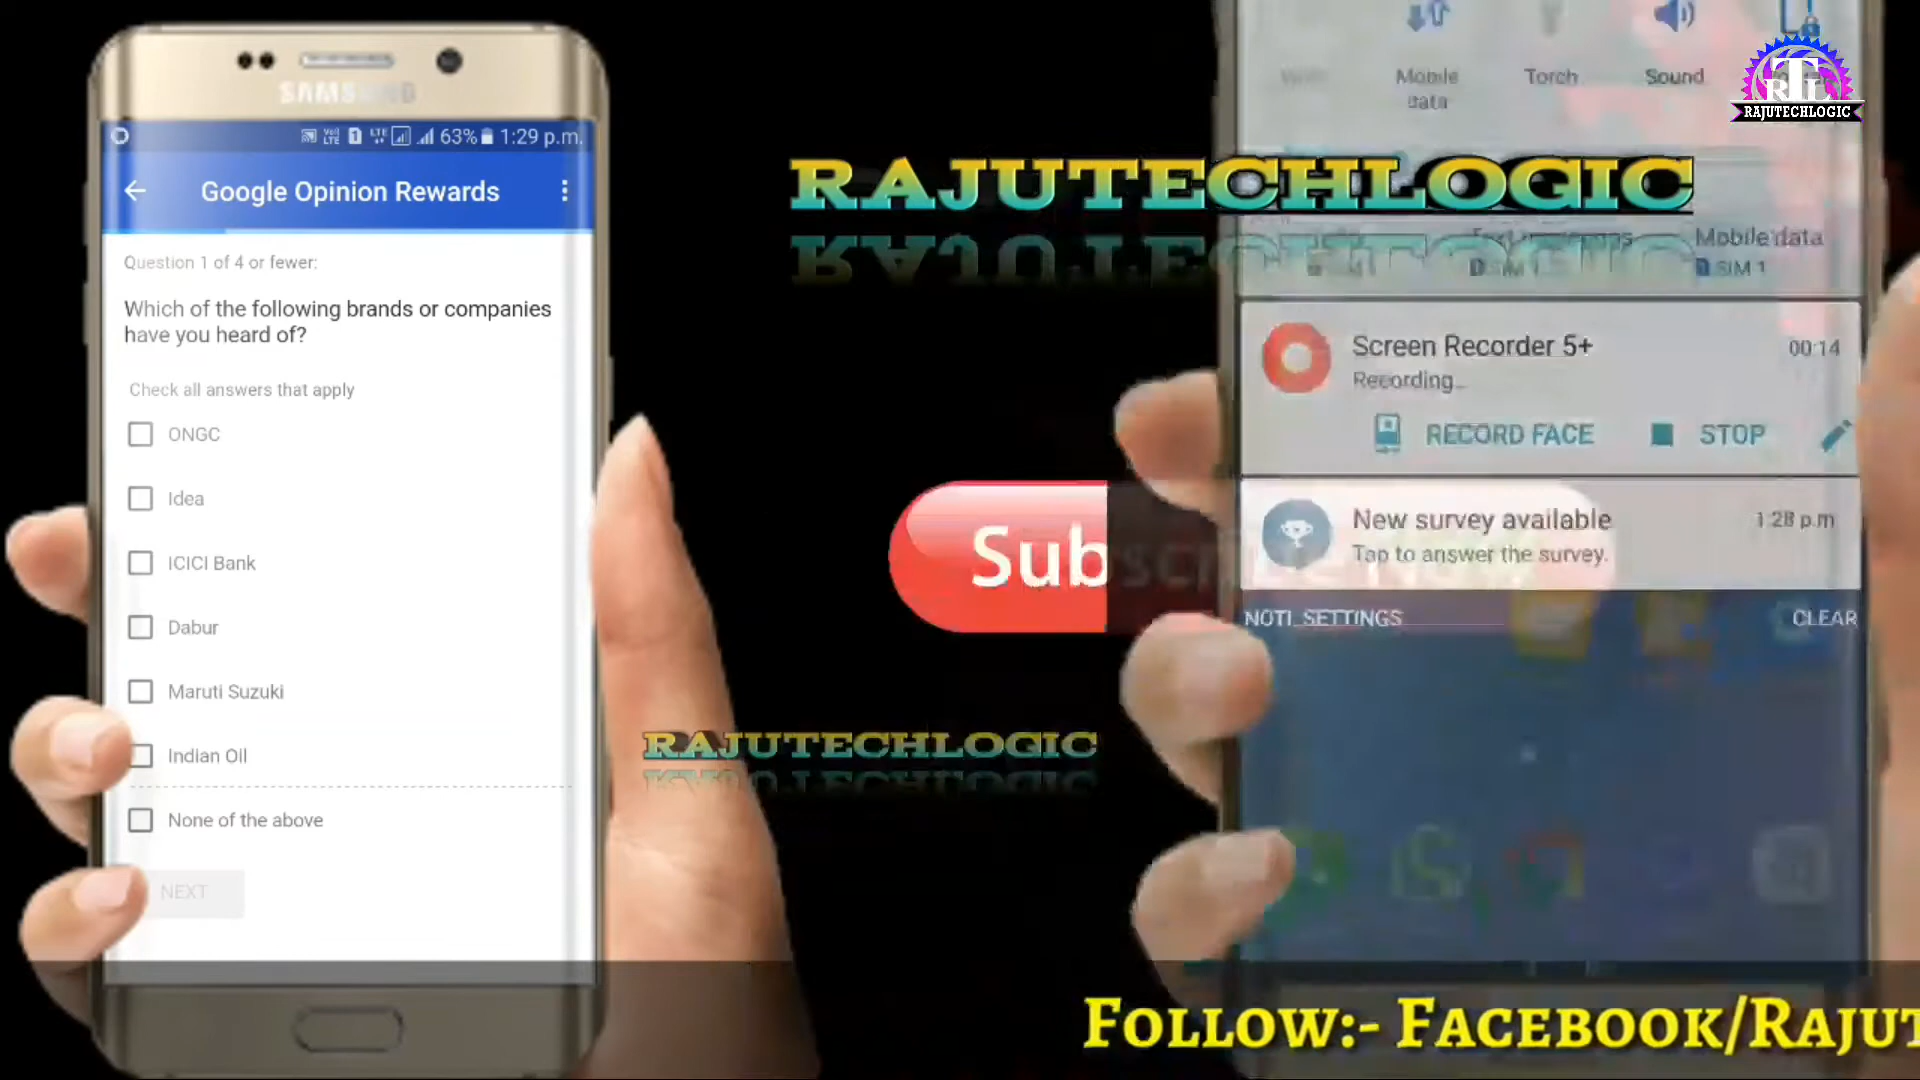 SAMSUNG
63% 1:29 p.m.
Google Opinion Rewards
Question 1 of 4 or fewer:
Which of the following brands or companies
have you heard of?
Check all answers that apply
ONGC
Idea
ICICI Bank
Dabur
Maruti Suzuki
Indian Oil
None of the above
NEXT
RAJUTECHLOGIC
RAJUTECHLOGIC
Sub
Mobile
data
Torch
Sound
RTL
RAJUTECHLOGIC
Mobile data
SIM 1
Screen Recorder 5+
00:14
Recording...
RECORD FACE
STOP
New survey available
1:28 p.m
Tap to answer the survey.
NOTI. SETTINGS
CLEAR
FOLLOW:- FACEBOOK/RAJUT